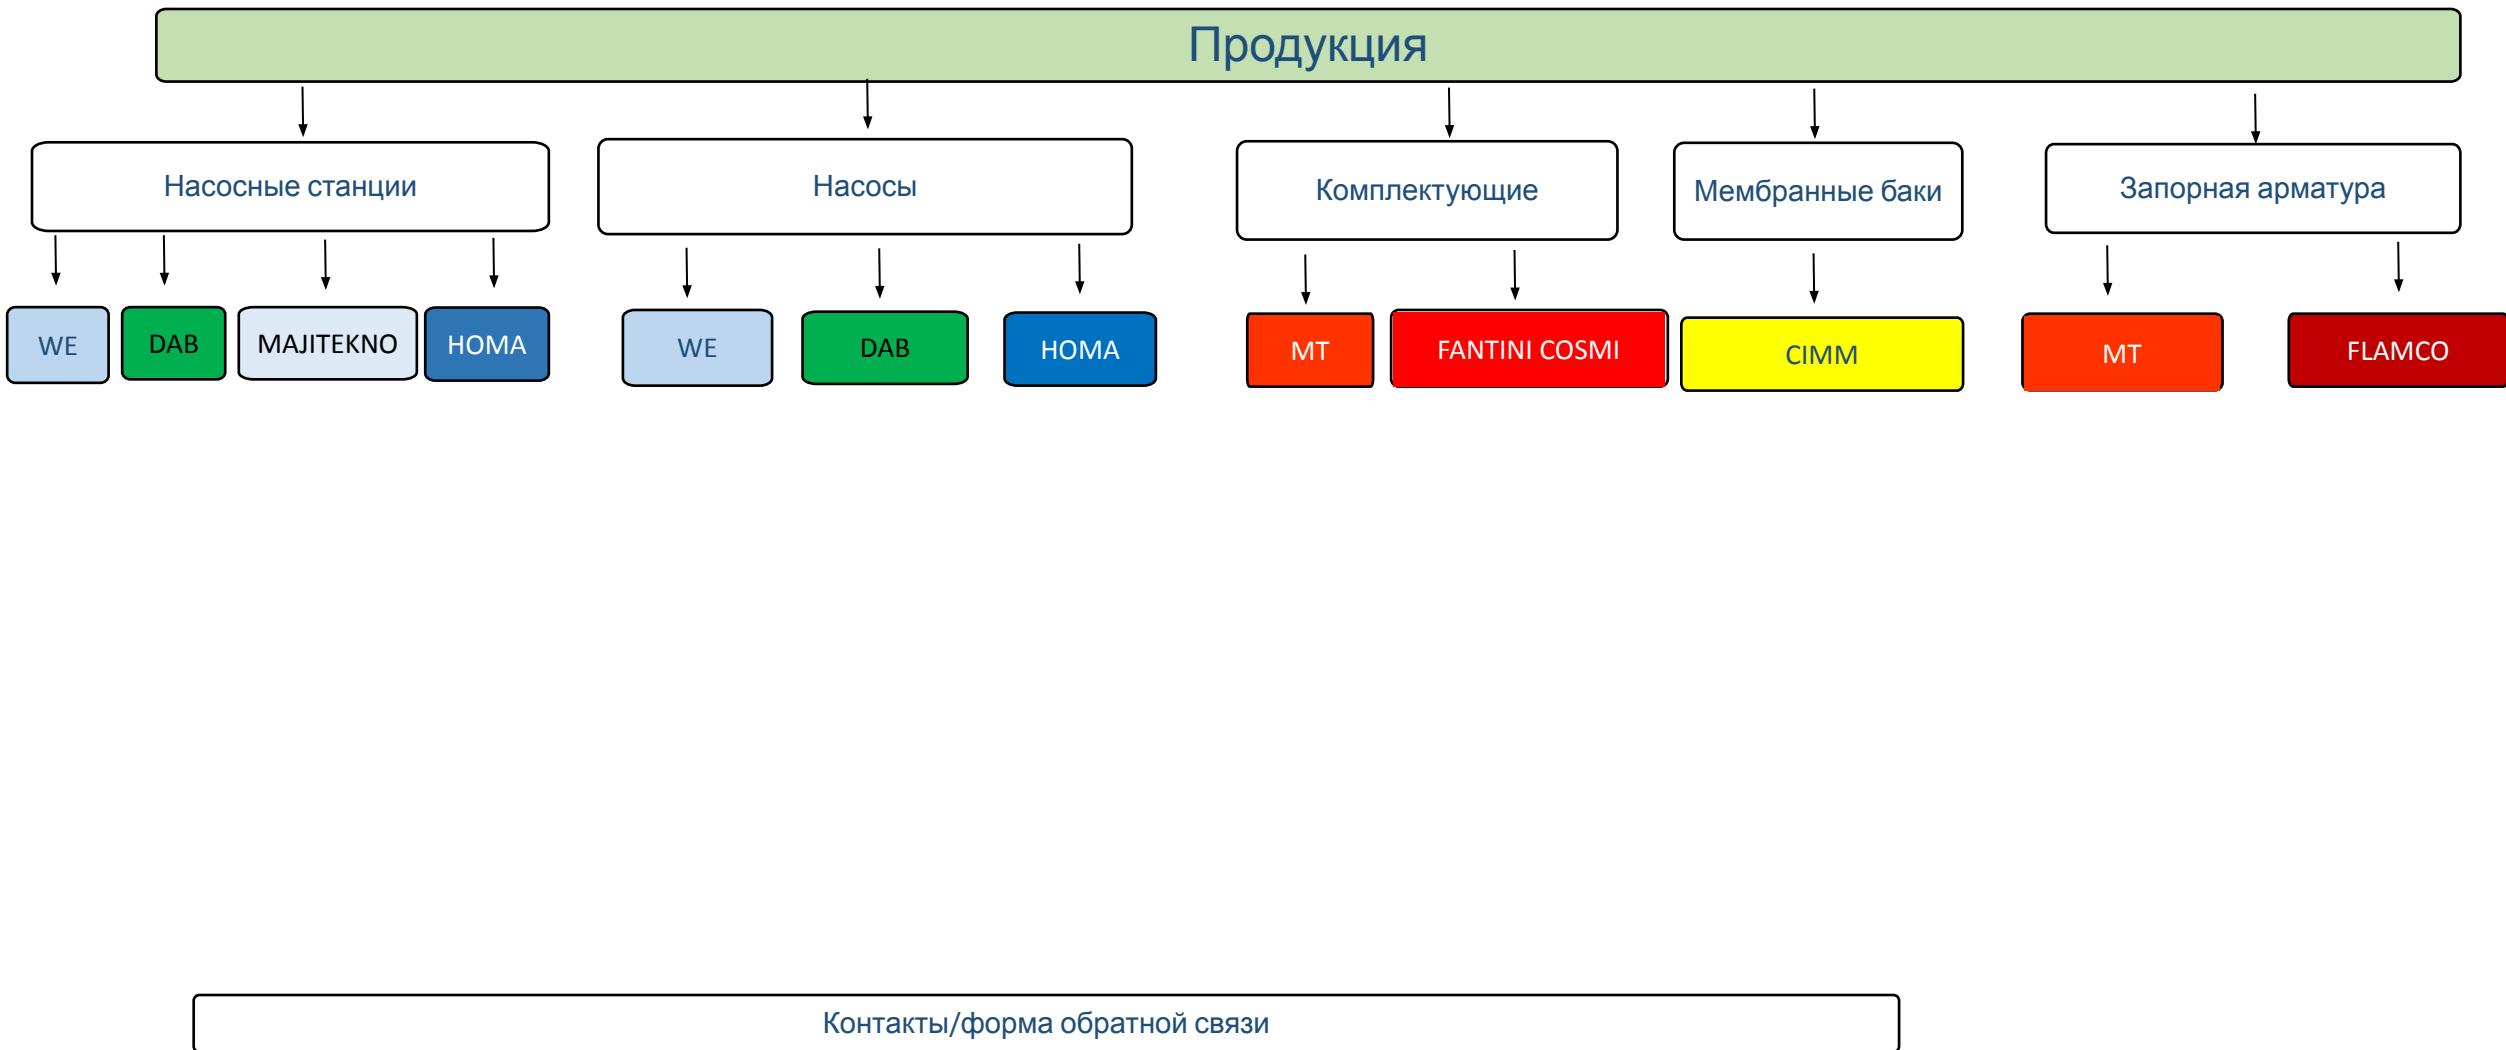 Продукция
Насосные станции
Насосы
Комплектующие
Мембранные баки
Запорная арматура
WE
DAB
MAJITEKNO
HOMA
WE
DAB
HOMA
MT
FANTINI COSMI
CIMM
MT
FLAMCO
Контакты/форма обратной связи